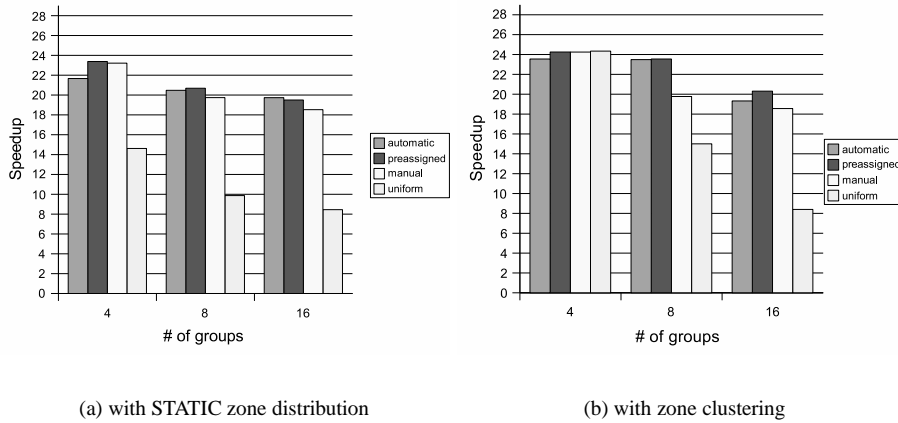 28
26
24
22
20
18
16
14
12
10
8
6
4
2
0
Speedup
4 8 16
# of groups
automatic
preassigned
manual
uniform
(a) with STATIC zone distribution
28
26
24
22
20
18
16
14
12
10
8
6
4
2
0
Speedup
4 8 16
# of groups
automatic
preassigned
manual
uniform
(b) with zone clustering